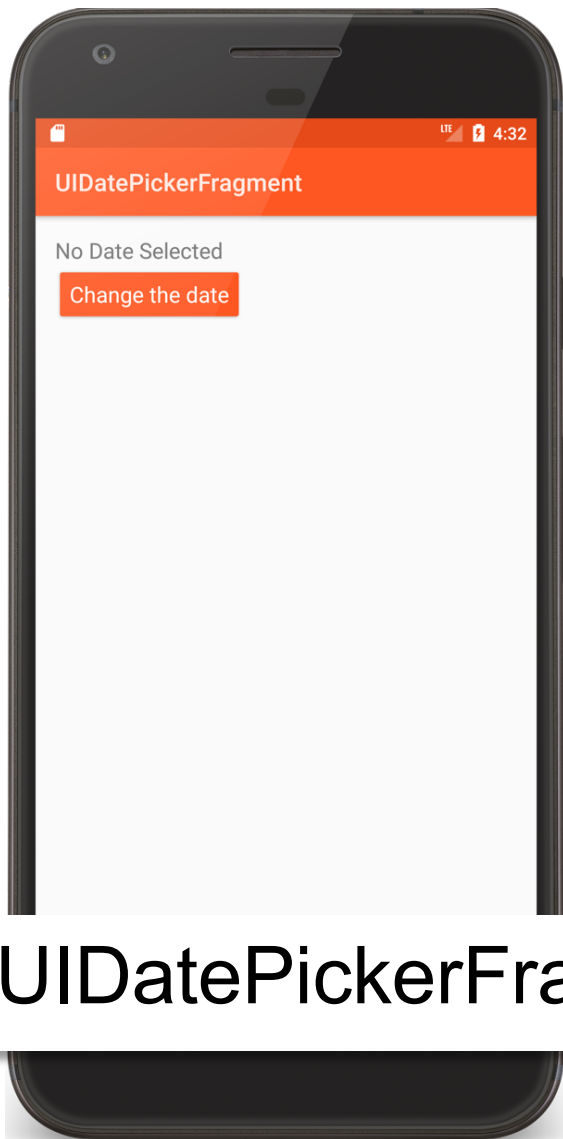 LTE 4:32
UIDatePickerFragment
No Date Selected
Change the date
UIDatePickerFra